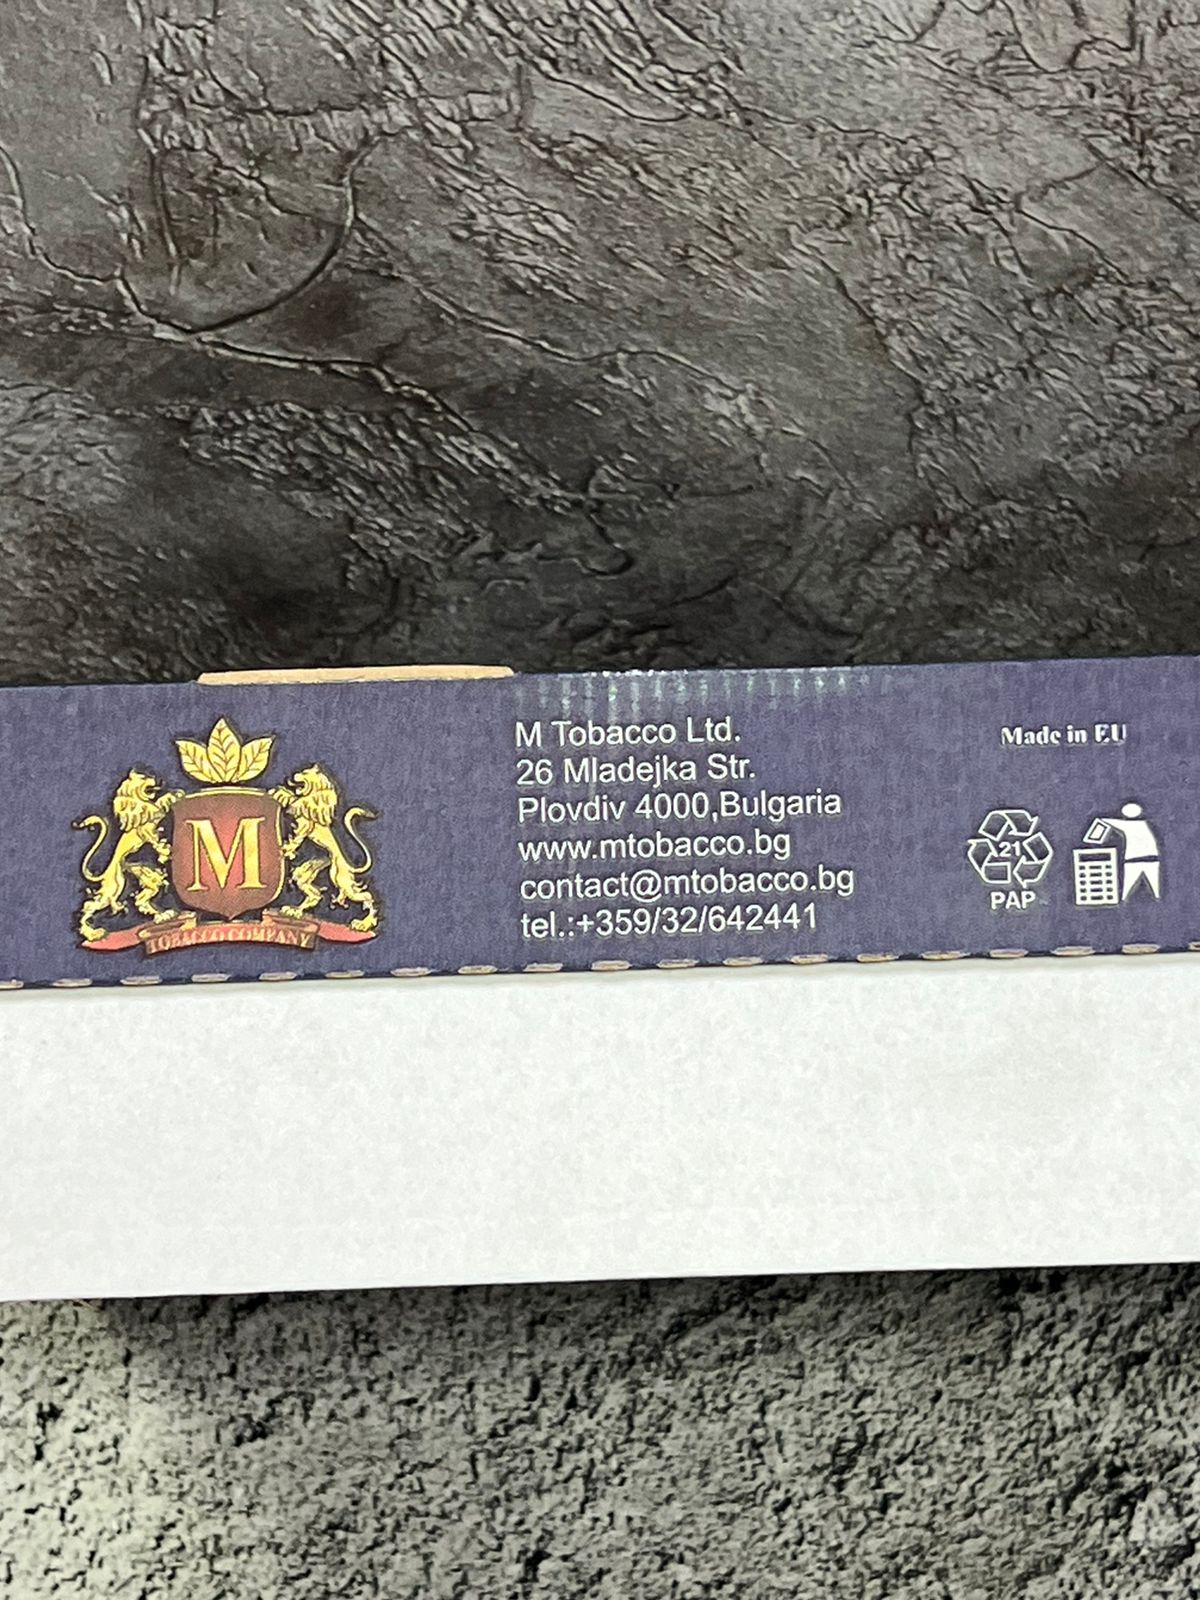 M Tobacco Ltd.
26 Mladejka Str.
Plovdiv 4000,Bulgaria
www.mtobacco.bg
contact@mtobacco.bg
tel.:+359/32/642441
M
TOBACCO COMPANY
Made in EU
21
PAP